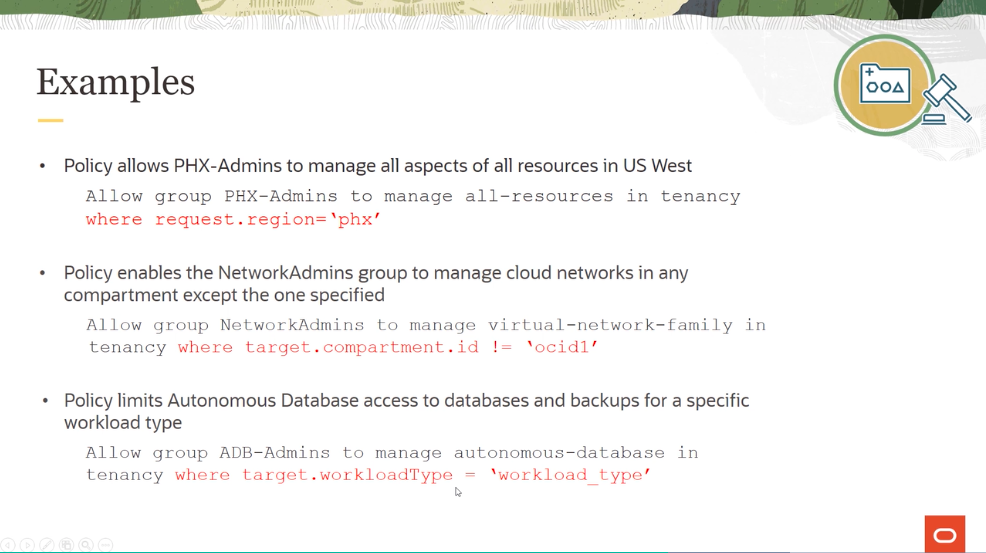 Examples
• Policy allows PHX-Admins to manage all aspects of all resources in US West
Allow group PHX-Admins to manage all-resources in tenancy
where request.region=‘phx’
• Policy enables the NetworkAdmins group to manage cloud networks in any
compartment except the one specified
Allow group NetworkAdmins to manage virtual-network-family in
tenancy where target.compartment.id != ‘ocid1’
• Policy limits Autonomous Database access to databases and backups for a specific
workload type
Allow group ADB-Admins to manage autonomous-database in
tenancy where target.workloadType = ‘workload_type’